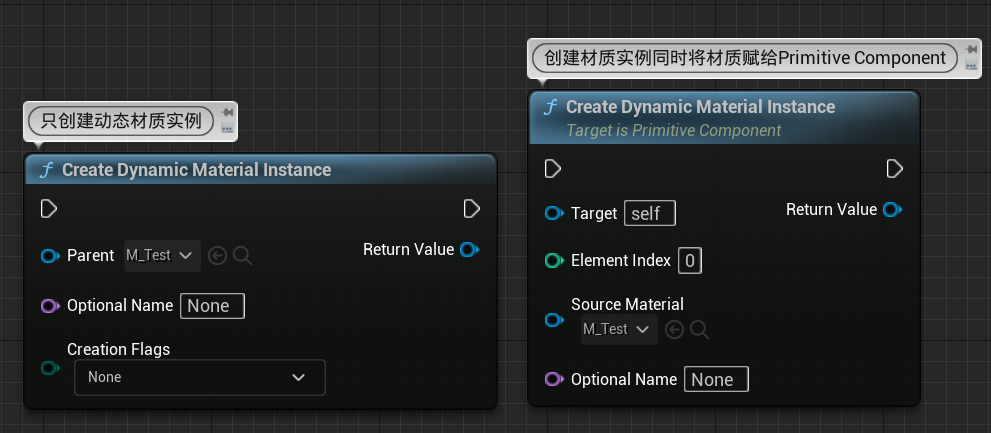 只创建动态材质实例
Create Dynamic Material Instance
Parent
M_Test
Return Value
Optional Name
None
Creation Flags
None
创建材质实例同时将材质赋给Primitive Component
Create Dynamic Material Instance
Target is Primitive Component
Target
self
Return Value
Element Index
0
Source Material
M_Test
Optional Name
None